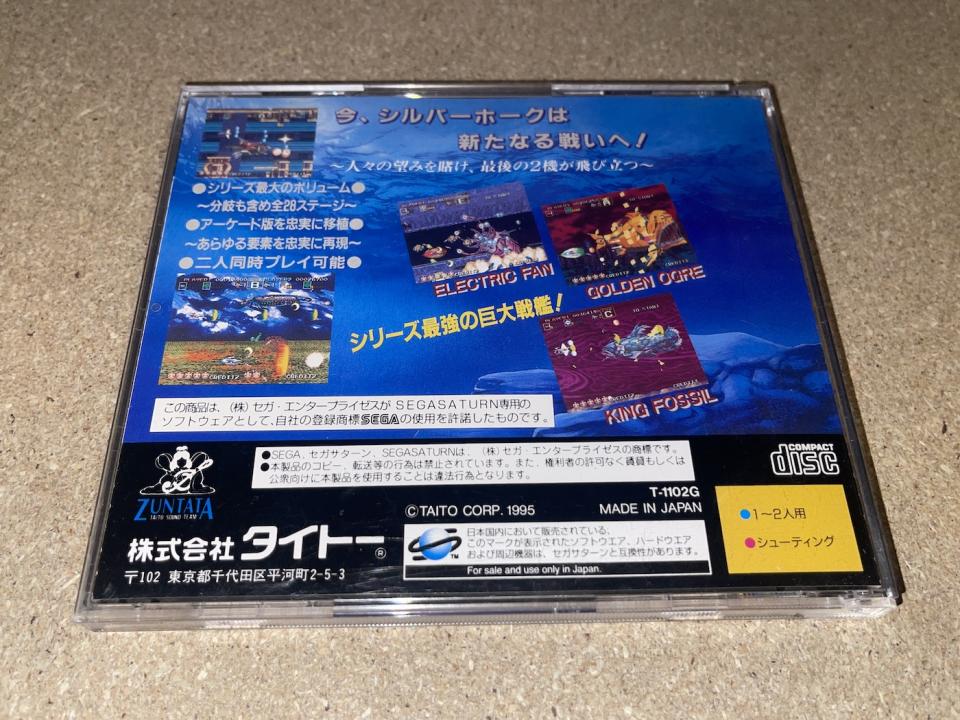 今、シルバーホークは
新たなる戦いへ!
～人々の望みを賭け、最後の2機が飛び立つ～
●シリーズ最大のボリューム●
～分岐も含め全28ステージ～
●アーケード版を忠実に移植●
～あらゆる要素を忠実に再現～
●二人同時プレイ可能●
ELECTRIC FAN
GOLDEN OGRE
シリーズ最強の巨大戦艦!
KING FOSSIL
この商品は、(株)セガ・エンタープライゼスがSEGASATURN専用の
ソフトウェアとして、自社の登録商標SEGAの使用を許諾したものです。
●SEGA、セガサターン、SEGASATURNは、(株)セガ・エンタープライゼスの商標です。
●本製品のコピー、転送等の行為は禁止されています。また、権利者の許可なく賃貸もしくは
公衆向けに本製品を使用することは違法行為となります。
COMPACT
disc
ZUNTATA
TAITO SOUND TEAM
T-1102G
©TAITO CORP. 1995
MADE IN JAPAN
株式会社タイトー®
〒102 東京都千代田区平河町2-5-3
日本国内において販売されている、
このマークが表示されたソフトウエア、ハードウエア
および周辺機器は、セガサターンと互換性があります。
TM
For sale and use only in Japan.
●1～2人用
●シューティング